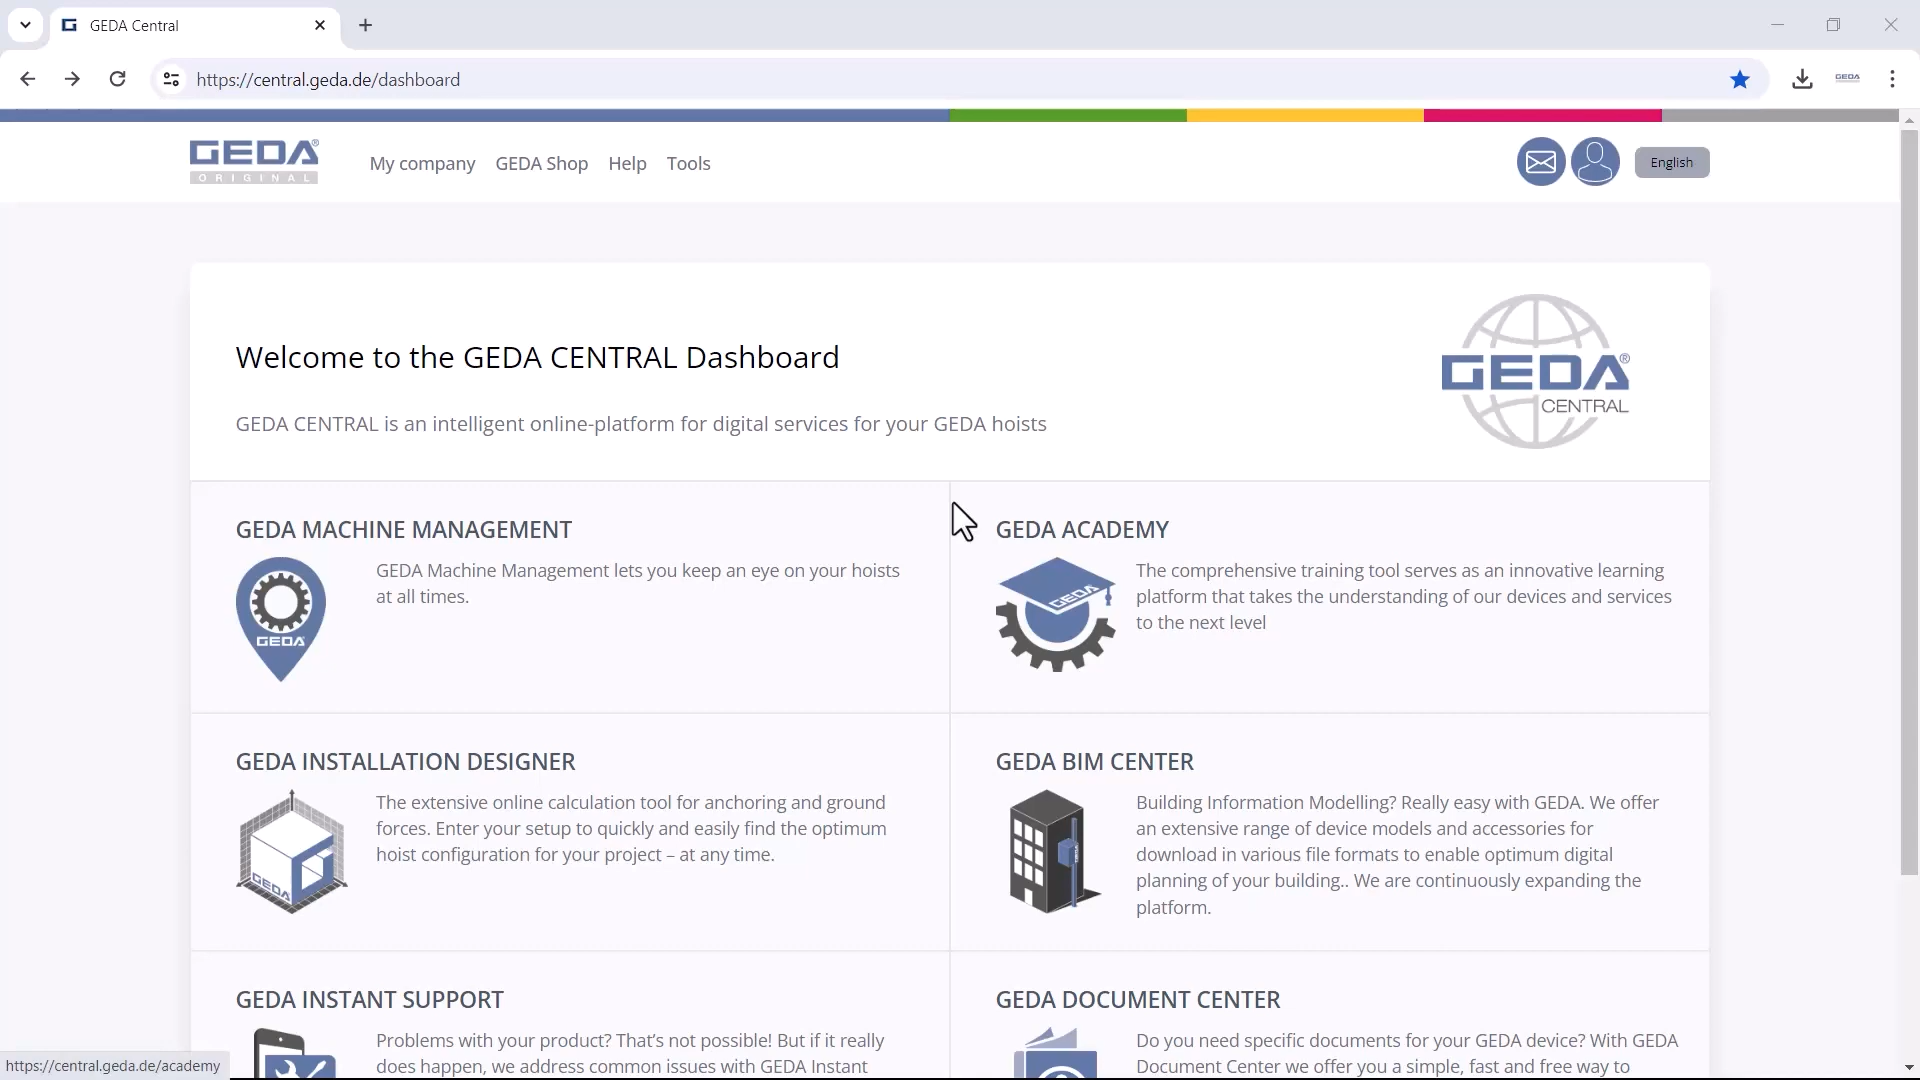 GEDA Central
https://central.geda.de/dashboard
GEDA
GEDA®
ORIGINAL
My company
GEDA Shop
Help
Tools
English
Welcome to the GEDA CENTRAL Dashboard
GEDA CENTRAL is an intelligent online-platform for digital services for your GEDA hoists
GEDA®
CENTRAL
GEDA MACHINE MANAGEMENT
GEDA
GEDA Machine Management lets you keep an eye on your hoists
at all times.
GEDA ACADEMY
GEDA
The comprehensive training tool serves as an innovative learning
platform that takes the understanding of our devices and services
to the next level
GEDA INSTALLATION DESIGNER
GEDA
The extensive online calculation tool for anchoring and ground
forces. Enter your setup to quickly and easily find the optimum
hoist configuration for your project – at any time.
GEDA BIM CENTER
Building Information Modelling? Really easy with GEDA. We offer
an extensive range of device models and accessories for
download in various file formats to enable optimum digital
planning of your building.. We are continuously expanding the
platform.
GEDA INSTANT SUPPORT
Problems with your product? That’s not possible! But if it really
does happen, we address common issues with GEDA Instant
GEDA DOCUMENT CENTER
Do you need specific documents for your GEDA device? With GEDA
Document Center we offer you a simple, fast and free way to
https://central.geda.de/academy